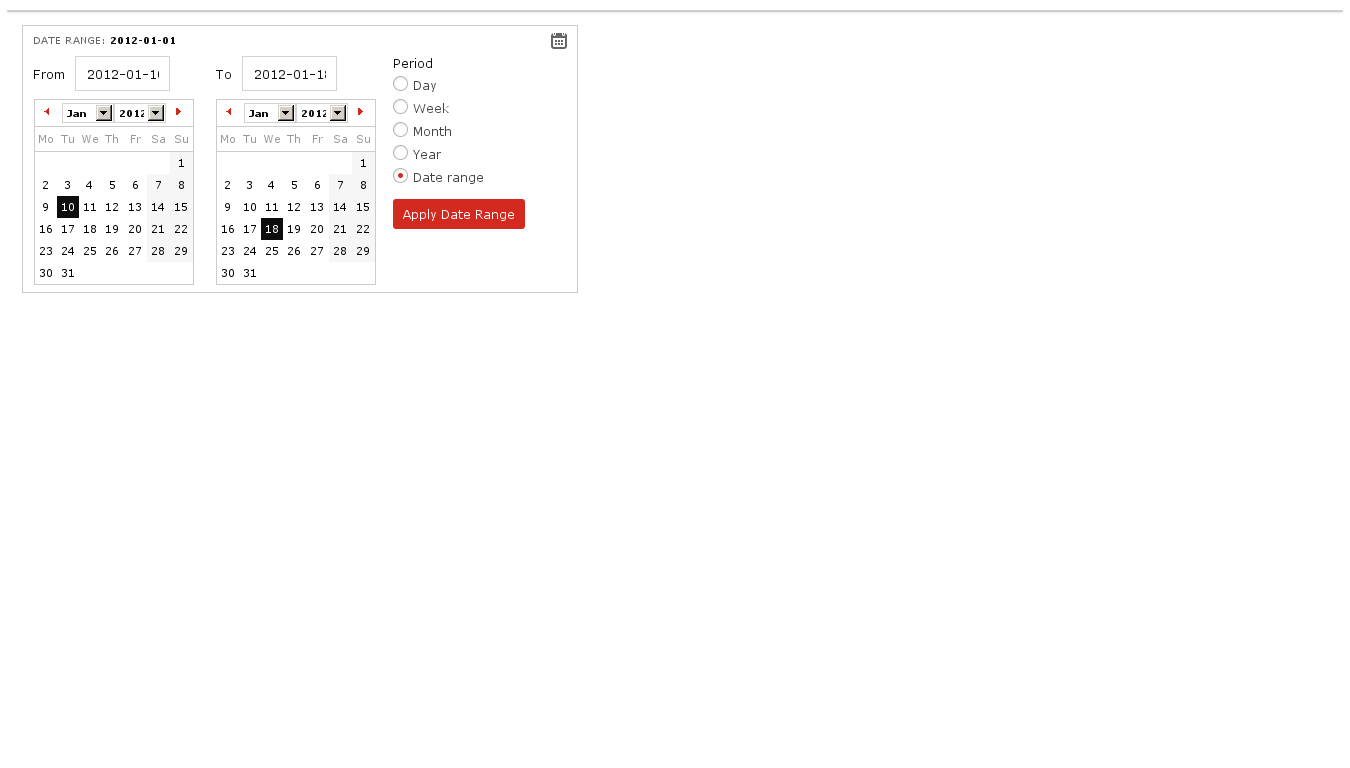 DATE RANGE: 2012-01-01
From 2012-01-1
To 2012-01-1
Jan 2012
Mo Tu We Th Fr Sa Su
1
2 3 4 5 6 7 8
9 10 11 12 13 14 15
16 17 18 19 20 21 22
23 24 25 26 27 28 29
30 31
Jan 2012
Mo Tu We Th Fr Sa Su
1
2 3 4 5 6 7 8
9 10 11 12 13 14 15
16 17 18 19 20 21 22
23 24 25 26 27 28 29
30 31
Period
Day
Week
Month
Year
Date range
Apply Date Range